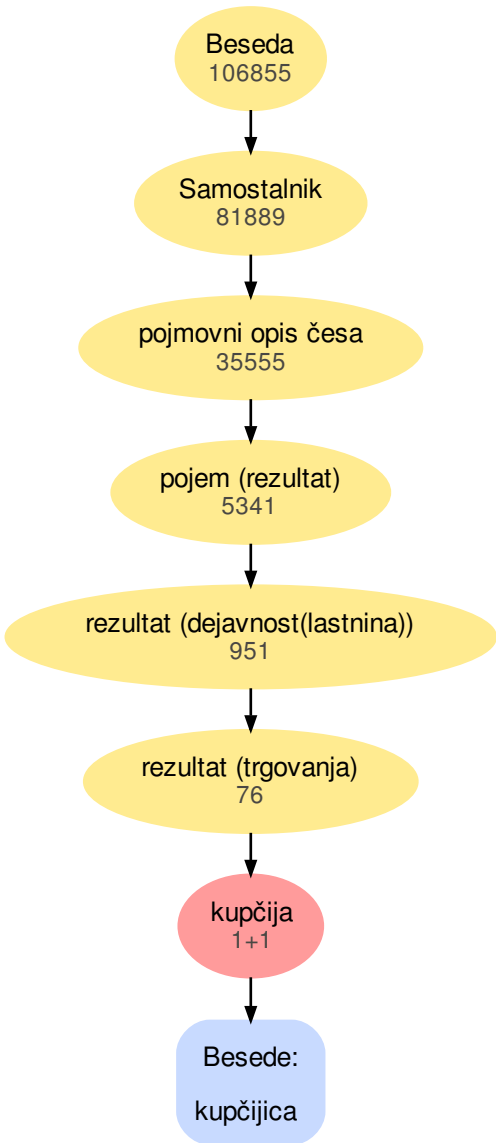 Beseda
106855
Samostalnik
81889
pojmovni opis česa
35555
pojem (rezultat)
5341
rezultat (dejavnost(lastnina))
951
rezultat (trgovanja)
76
kupčija
1+1
Besede:
kupčijica